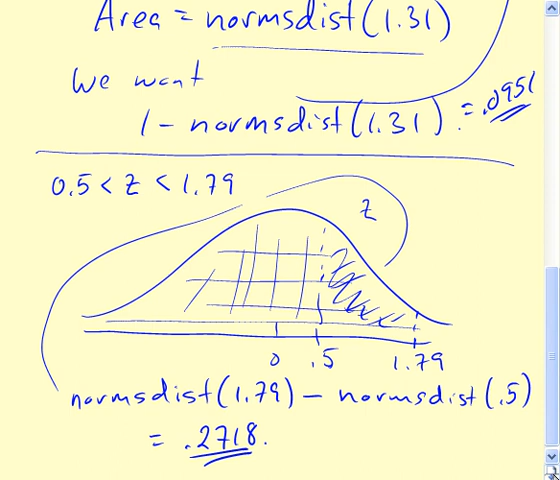 Area = normsdist(1.31)
We want
1 - normsdist(1.31) = .0951
0.5 < z < 1.79
z
0 .5 1.79
normsdist(1.79) - normsdist(.5)
= .2718.